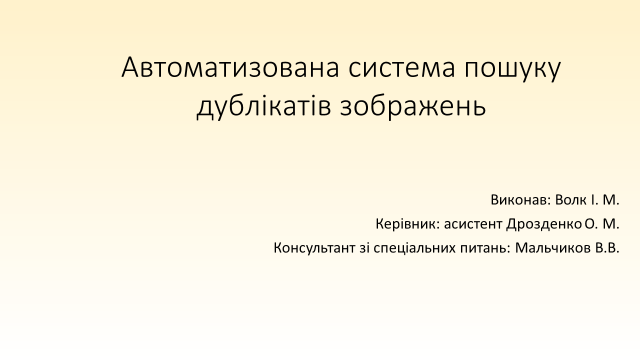 Автоматизована система пошуку
дублікатів зображень
Виконав: Волк І. М.
Керівник: асистент Дрозденко О. М.
Консультант зі спеціальних питань: Мальчиков В.В.